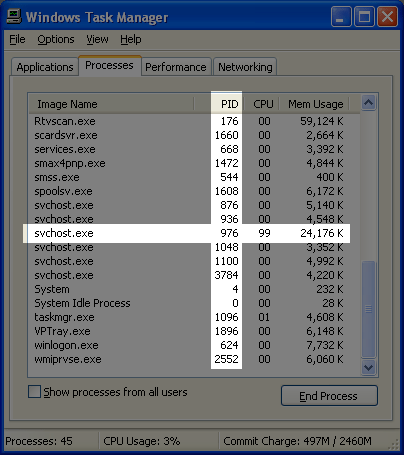 Windows Task Manager
File Options View Help
Applications Processes Performance Networking
Image Name PID CPU Mem Usage
Rtvscan.exe 176 00 59,124 K
scardsvr.exe 1660 00 2,664 K
services.exe 668 00 3,392 K
smax4pnp.exe 1472 00 4,844 K
smss.exe 544 00 400 K
spoolsv.exe 1608 00 6,172 K
svchost.exe 876 00 5,140 K
svchost.exe 936 00 4,548 K
svchost.exe 976 99 24,176 K
svchost.exe 1048 00 3,352 K
svchost.exe 1100 00 4,992 K
svchost.exe 3784 00 4,220 K
System 4 00 232 K
System Idle Process 0 00 28 K
taskmgr.exe 1096 01 4,608 K
VPTray.exe 1896 00 6,148 K
winlogon.exe 624 00 7,732 K
wmiprvse.exe 2552 00 6,060 K
Show processes from all users
End Process
Processes: 45 CPU Usage: 3% Commit Charge: 497M / 2460M